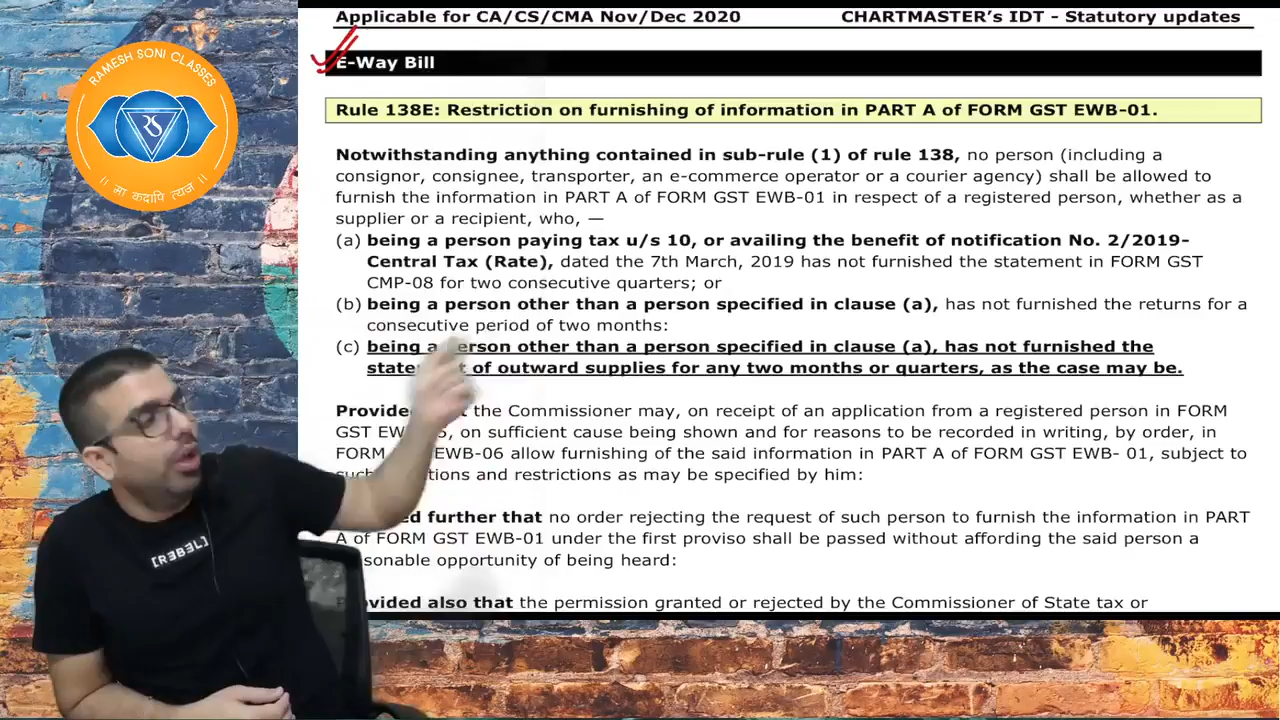 Applicable for CA/CS/CMA Nov/Dec 2020 CHARTMASTER's IDT - Statutory updates
RAMESH SONI CLASSES
RS
|| मा कदापि त्यज ||
E-Way Bill
Rule 138E: Restriction on furnishing of information in PART A of FORM GST EWB-01.
Notwithstanding anything contained in sub-rule (1) of rule 138, no person (including a
consignor, consignee, transporter, an e-commerce operator or a courier agency) shall be allowed to
furnish the information in PART A of FORM GST EWB-01 in respect of a registered person, whether as a
supplier or a recipient, who, —
(a) being a person paying tax u/s 10, or availing the benefit of notification No. 2/2019-
Central Tax (Rate), dated the 7th March, 2019 has not furnished the statement in FORM GST
CMP-08 for two consecutive quarters; or
(b) being a person other than a person specified in clause (a), has not furnished the returns for a
consecutive period of two months:
(c) being a person other than a person specified in clause (a), has not furnished the
of outward supplies for any two months or quarters, as the case may be.
the Commissioner may, on receipt of an application from a registered person in FORM
GST on sufficient cause being shown and for reasons to be recorded in writing, by order, in
FORM EWB-06 allow furnishing of the said information in PART A of FORM GST EWB- 01, subject to
and restrictions as may be specified by him:
further that no order rejecting the request of such person to furnish the information in PART
A of FORM GST EWB-01 under the first proviso shall be passed without affording the said person a
opportunity of being heard:
Provided also that the permission granted or rejected by the Commissioner of State tax or
[R3B3L]